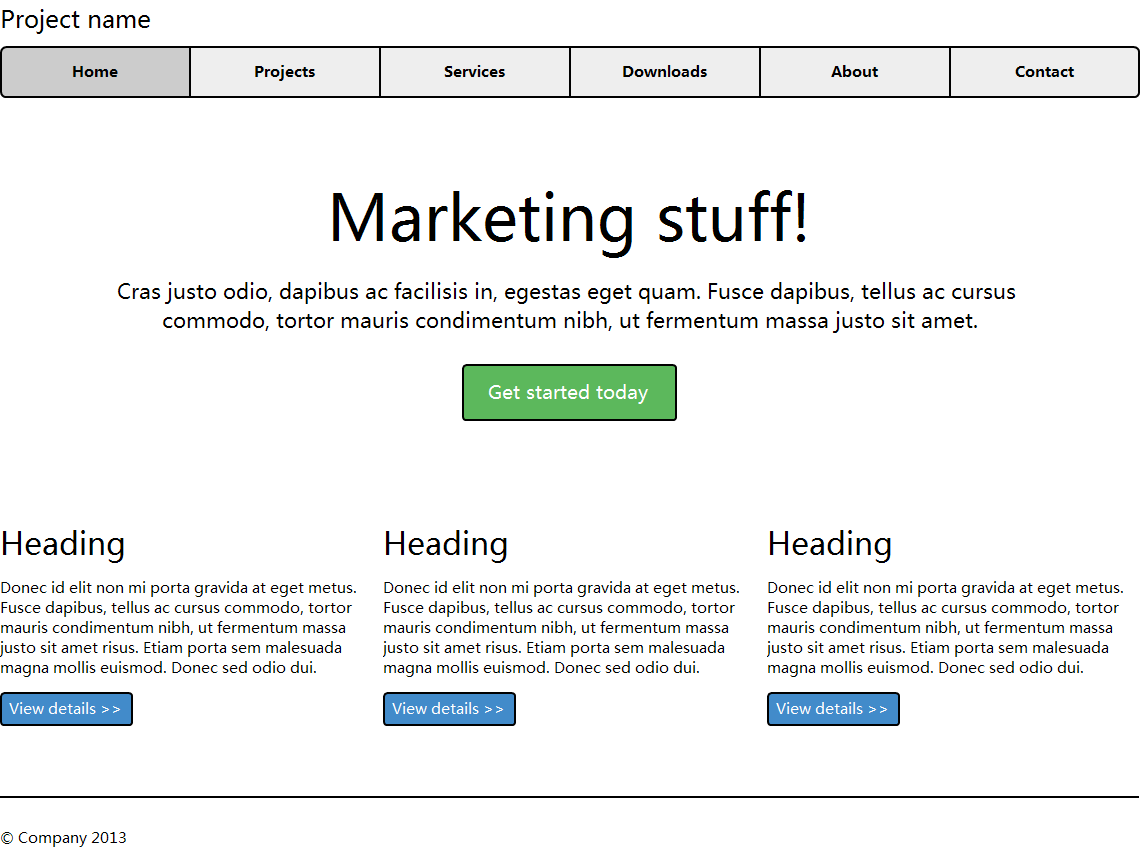 Project name
Home Projects Services Downloads About Contact
Marketing stuff!
Cras justo odio, dapibus ac facilisis in, egestas eget quam. Fusce dapibus, tellus ac cursus
commodo, tortor mauris condimentum nibh, ut fermentum massa justo sit amet.
Get started today
Heading
Donec id elit non mi porta gravida at eget metus.
Fusce dapibus, tellus ac cursus commodo, tortor
mauris condimentum nibh, ut fermentum massa
justo sit amet risus. Etiam porta sem malesuada
magna mollis euismod. Donec sed odio dui.
View details >>
Heading
Donec id elit non mi porta gravida at eget metus.
Fusce dapibus, tellus ac cursus commodo, tortor
mauris condimentum nibh, ut fermentum massa
justo sit amet risus. Etiam porta sem malesuada
magna mollis euismod. Donec sed odio dui.
View details >>
Heading
Donec id elit non mi porta gravida at eget metus.
Fusce dapibus, tellus ac cursus commodo, tortor
mauris condimentum nibh, ut fermentum massa
justo sit amet risus. Etiam porta sem malesuada
magna mollis euismod. Donec sed odio dui.
View details >>
© Company 2013